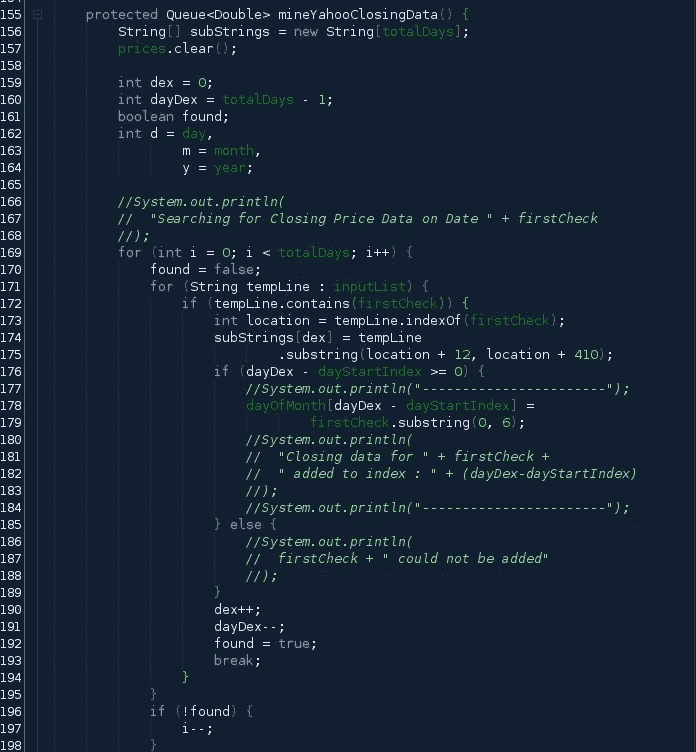 155 protected Queue<Double> mineYahooClosingData() {
156 String[] subStrings = new String[totalDays];
157 prices.clear();
158
159 int dex = 0;
160 int dayDex = totalDays - 1;
161 boolean found;
162 int d = day,
163 m = month,
164 y = year;
165
166 //System.out.println(
167 //  "Searching for Closing Price Data on Date " + firstCheck
168 //);
169 for (int i = 0; i < totalDays; i++) {
170 found = false;
171 for (String tempLine : inputList) {
172 if (tempLine.contains(firstCheck)) {
173 int location = tempLine.indexOf(firstCheck);
174 subStrings[dex] = tempLine
175 .substring(location + 12, location + 410);
176 if (dayDex - dayStartIndex >= 0) {
177 //System.out.println("-----------------------");
178 dayOfMonth[dayDex - dayStartIndex] =
179 firstCheck.substring(0, 6);
180 //System.out.println(
181 //  "Closing data for " + firstCheck +
182 //  " added to index : " + (dayDex-dayStartIndex)
183 //);
184 //System.out.println("-----------------------");
185 } else {
186 //System.out.println(
187 //  firstCheck + " could not be added"
188 //);
189 }
190 dex++;
191 dayDex--;
192 found = true;
193 break;
194 }
195 }
196 if (!found) {
197 i--;
198 }